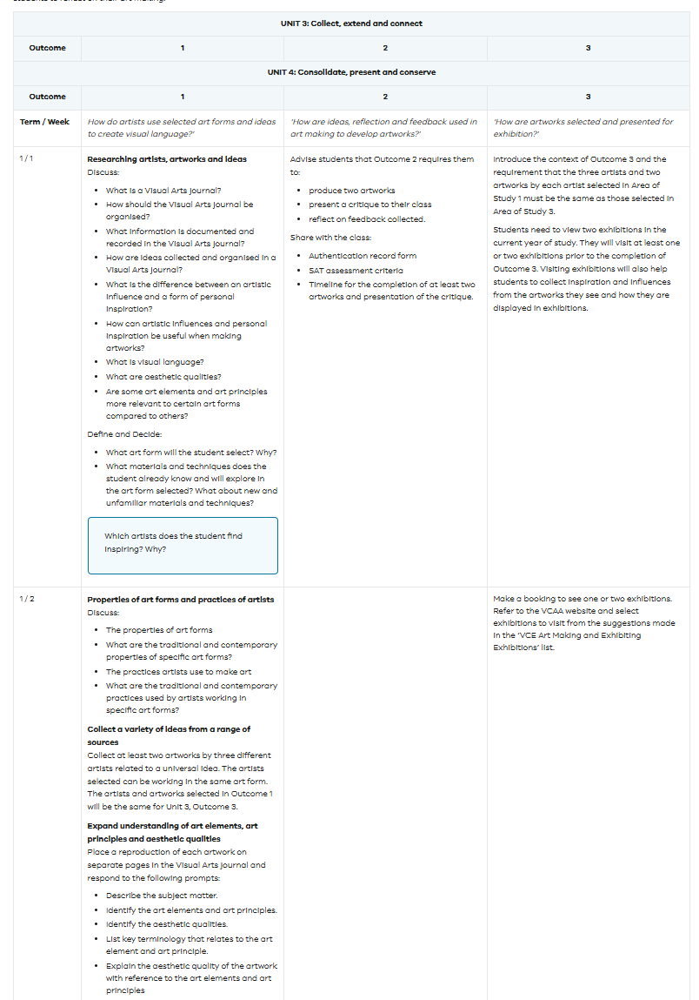 students to reflect on their art making.
UNIT 3: Collect, extend and connect
Outcome 1 2 3
UNIT 4: Consolidate, present and conserve
Outcome 1 2 3
Term / Week
How do artists use selected art forms and ideas
to create visual language?'
'How are ideas, reflection and feedback used in
art making to develop artworks?'
'How are artworks selected and presented for
exhibition?'
1 / 1
Researching artists, artworks and ideas
Discuss:
• What is a Visual Arts journal?
• How should the Visual Arts journal be
organised?
• What information is documented and
recorded in the Visual Arts journal?
• How are ideas collected and organised in a
Visual Arts journal?
• What is the difference between an artistic
influence and a form of personal
inspiration?
• How can artistic influences and personal
inspiration be useful when making
artworks?
• What is visual language?
• What are aesthetic qualities?
• Are some art elements and art principles
more relevant to certain art forms
compared to others?
Define and Decide:
• What art form will the student select? Why?
• What materials and techniques does the
student already know and will explore in
the art form selected? What about new and
unfamiliar materials and techniques?
Which artists does the student find
inspiring? Why?
Advise students that Outcome 2 requires them
to:
• produce two artworks
• present a critique to their class
• reflect on feedback collected.
Share with the class:
• Authentication record form
• SAT assessment criteria
• Timeline for the completion of at least two
artworks and presentation of the critique.
Introduce the context of Outcome 3 and the
requirement that the three artists and two
artworks by each artist selected in Area of
Study 1 must be the same as those selected in
Area of Study 3.
Students need to view two exhibitions in the
current year of study. They will visit at least one
or two exhibitions prior to the completion of
Outcome 3. Visiting exhibitions will also help
students to collect inspiration and influences
from the artworks they see and how they are
displayed in exhibitions.
1 / 2
Properties of art forms and practices of artists
Discuss:
• The properties of art forms
• What are the traditional and contemporary
properties of specific art forms?
• The practices artists use to make art
• What are the traditional and contemporary
practices used by artists working in
specific art forms?
Collect a variety of ideas from a range of
sources
Collect at least two artworks by three different
artists related to a universal idea. The artists
selected can be working in the same art form.
The artists and artworks selected in Outcome 1
will be the same for Unit 3, Outcome 3.
Expand understanding of art elements, art
principles and aesthetic qualities
Place a reproduction of each artwork on
separate pages in the Visual Arts journal and
respond to the following prompts:
• Describe the subject matter.
• Identify the art elements and art principles.
• Identify the aesthetic qualities.
• List key terminology that relates to the art
element and art principle.
• Explain the aesthetic quality of the artwork
with reference to the art elements and art
principles
Make a booking to see one or two exhibitions.
Refer to the VCAA website and select
exhibitions to visit from the suggestions made
in the 'VCE Art Making and Exhibiting
Exhibitions' list.